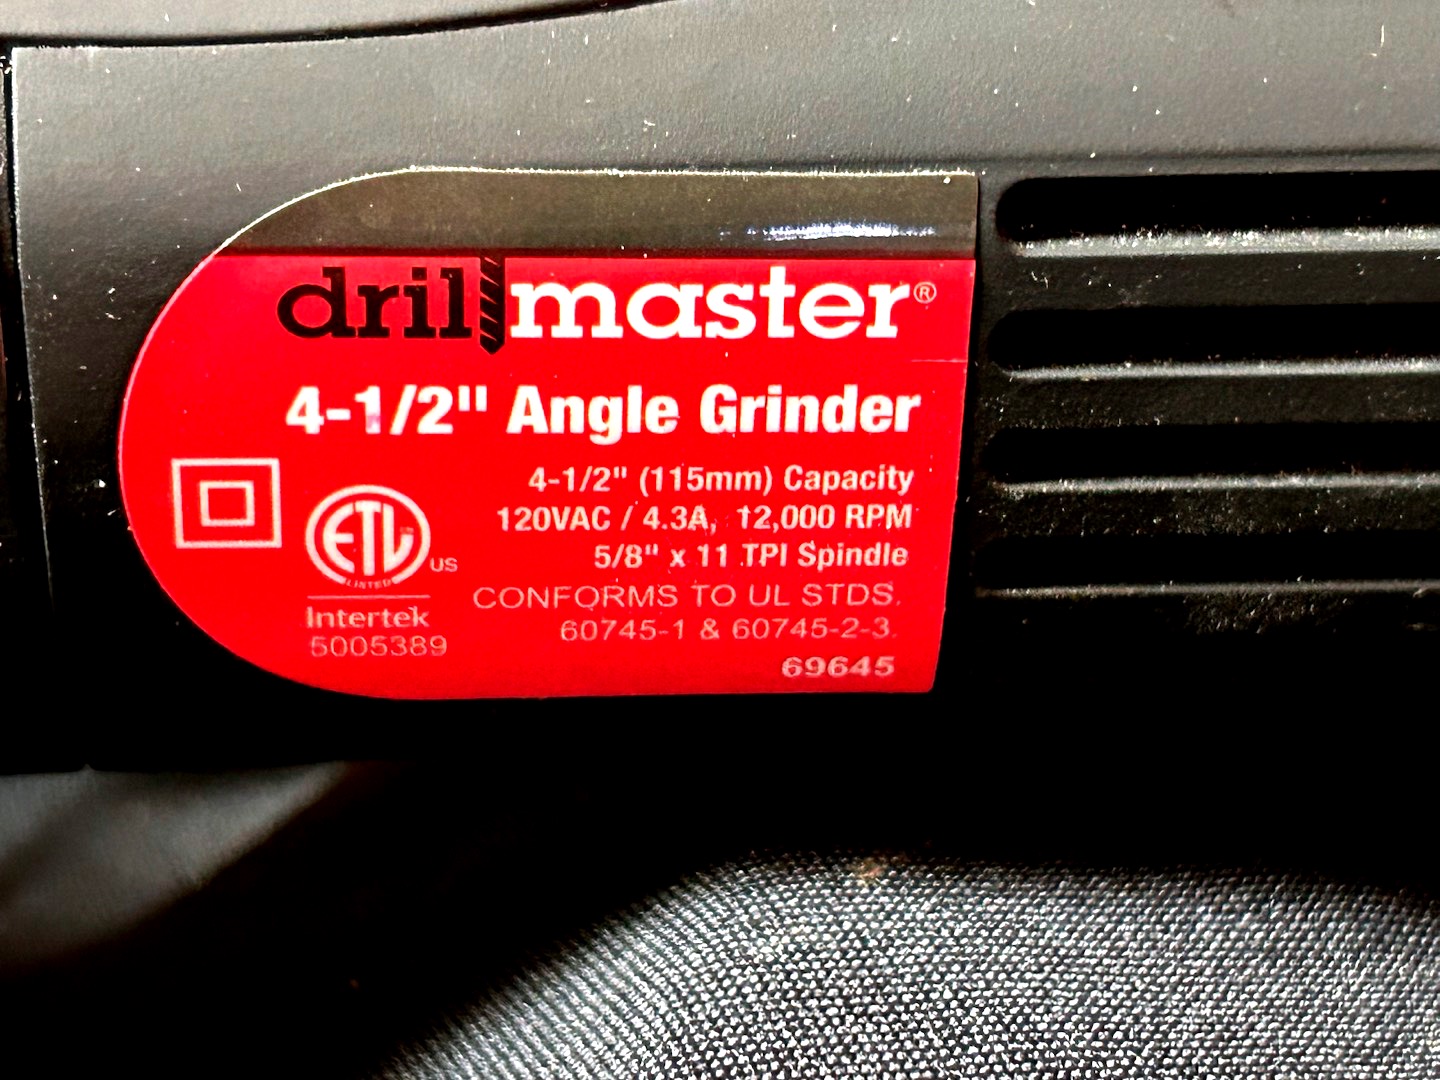 drillmaster®
4-1/2" Angle Grinder
4-1/2" (115mm) Capacity
120VAC / 4.3A, 12,000 RPM
5/8" x 11 TPI Spindle
CONFORMS TO UL STDS.
60745-1 & 60745-2-3.
69645
ETL
LISTED
US
Intertek
5005389